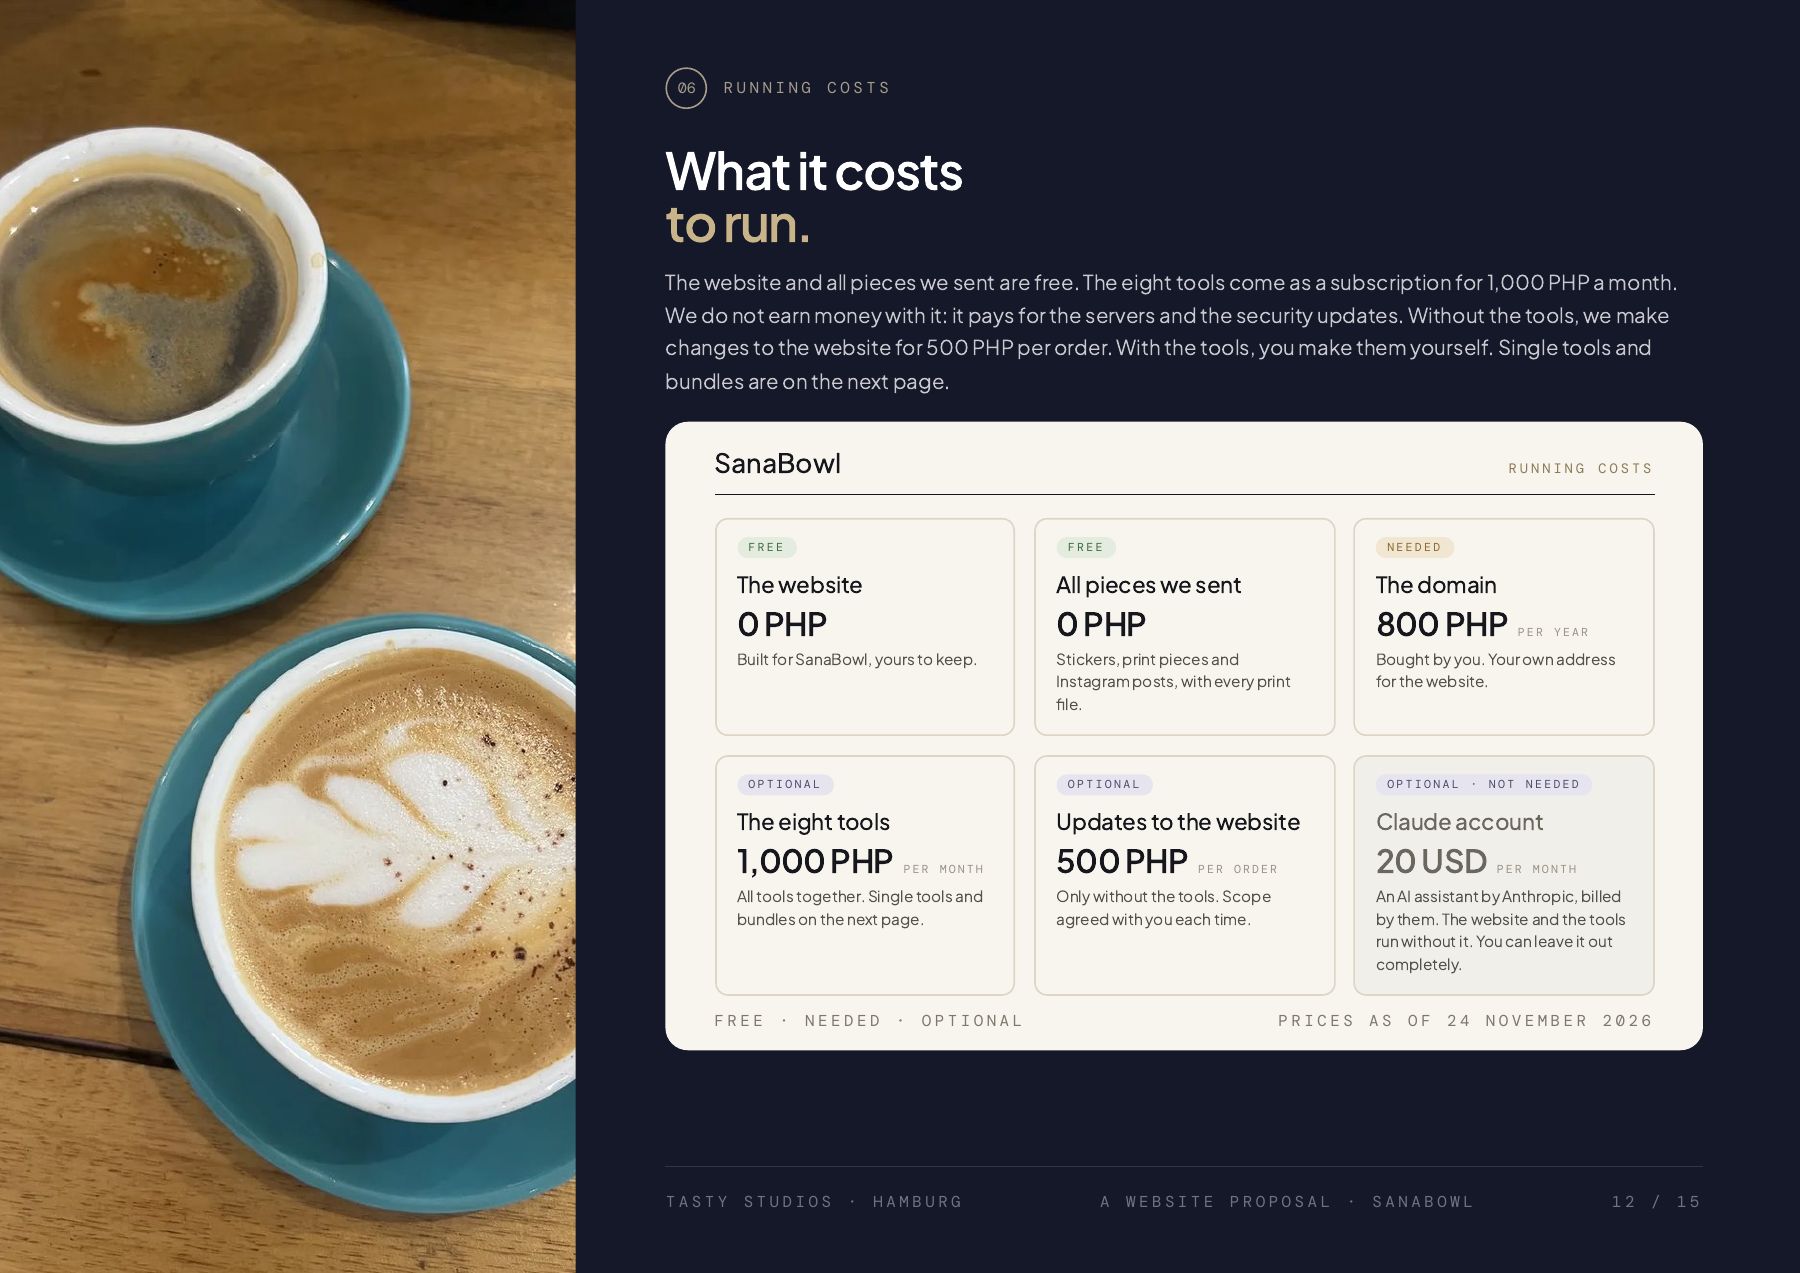 06 RUNNING COSTS
What it costs
to run.
The website and all pieces we sent are free. The eight tools come as a subscription for 1,000 PHP a month.
We do not earn money with it: it pays for the servers and the security updates. Without the tools, we make
changes to the website for 500 PHP per order. With the tools, you make them yourself. Single tools and
bundles are on the next page.
SanaBowl
RUNNING COSTS
FREE
The website
0 PHP
Built for SanaBowl, yours to keep.
FREE
All pieces we sent
0 PHP
Stickers, print pieces and
Instagram posts, with every print
file.
NEEDED
The domain
800 PHP PER YEAR
Bought by you. Your own address
for the website.
OPTIONAL
The eight tools
1,000 PHP PER MONTH
All tools together. Single tools and
bundles on the next page.
OPTIONAL
Updates to the website
500 PHP PER ORDER
Only without the tools. Scope
agreed with you each time.
OPTIONAL · NOT NEEDED
Claude account
20 USD PER MONTH
An AI assistant by Anthropic, billed
by them. The website and the tools
run without it. You can leave it out
completely.
FREE · NEEDED · OPTIONAL
PRICES AS OF 24 NOVEMBER 2026
TASTY STUDIOS · HAMBURG
A WEBSITE PROPOSAL · SANABOWL
12 / 15